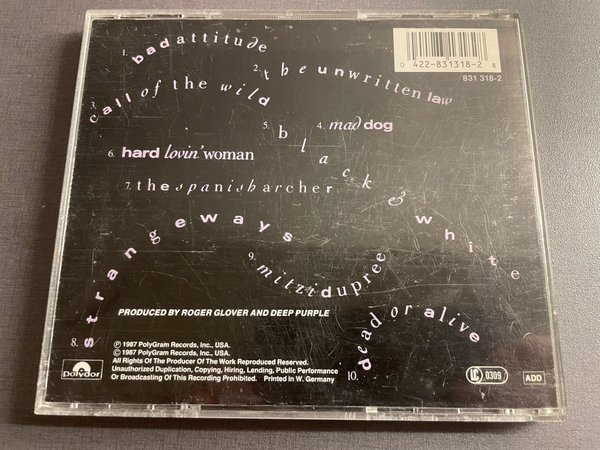 1. bad attitude
2. the unwritten law
0 422-831318-2 8
831 318-2
3. call of the wild
4. mad dog
5. black & white
6. hard lovin' woman
7. the spanish archer
8. strangeways
9. mitzi dupree
10. dead or alive
PRODUCED BY ROGER GLOVER AND DEEP PURPLE
℗ 1987 PolyGram Records, Inc., USA.
© 1987 PolyGram Records, Inc., USA.
All Rights Of The Producer Of The Work Reproduced Reserved.
Unauthorized Duplication, Copying, Hiring, Lending, Public Performance
Or Broadcasting Of This Recording Prohibited. Printed in W. Germany
polydor
LC 0309
ADD